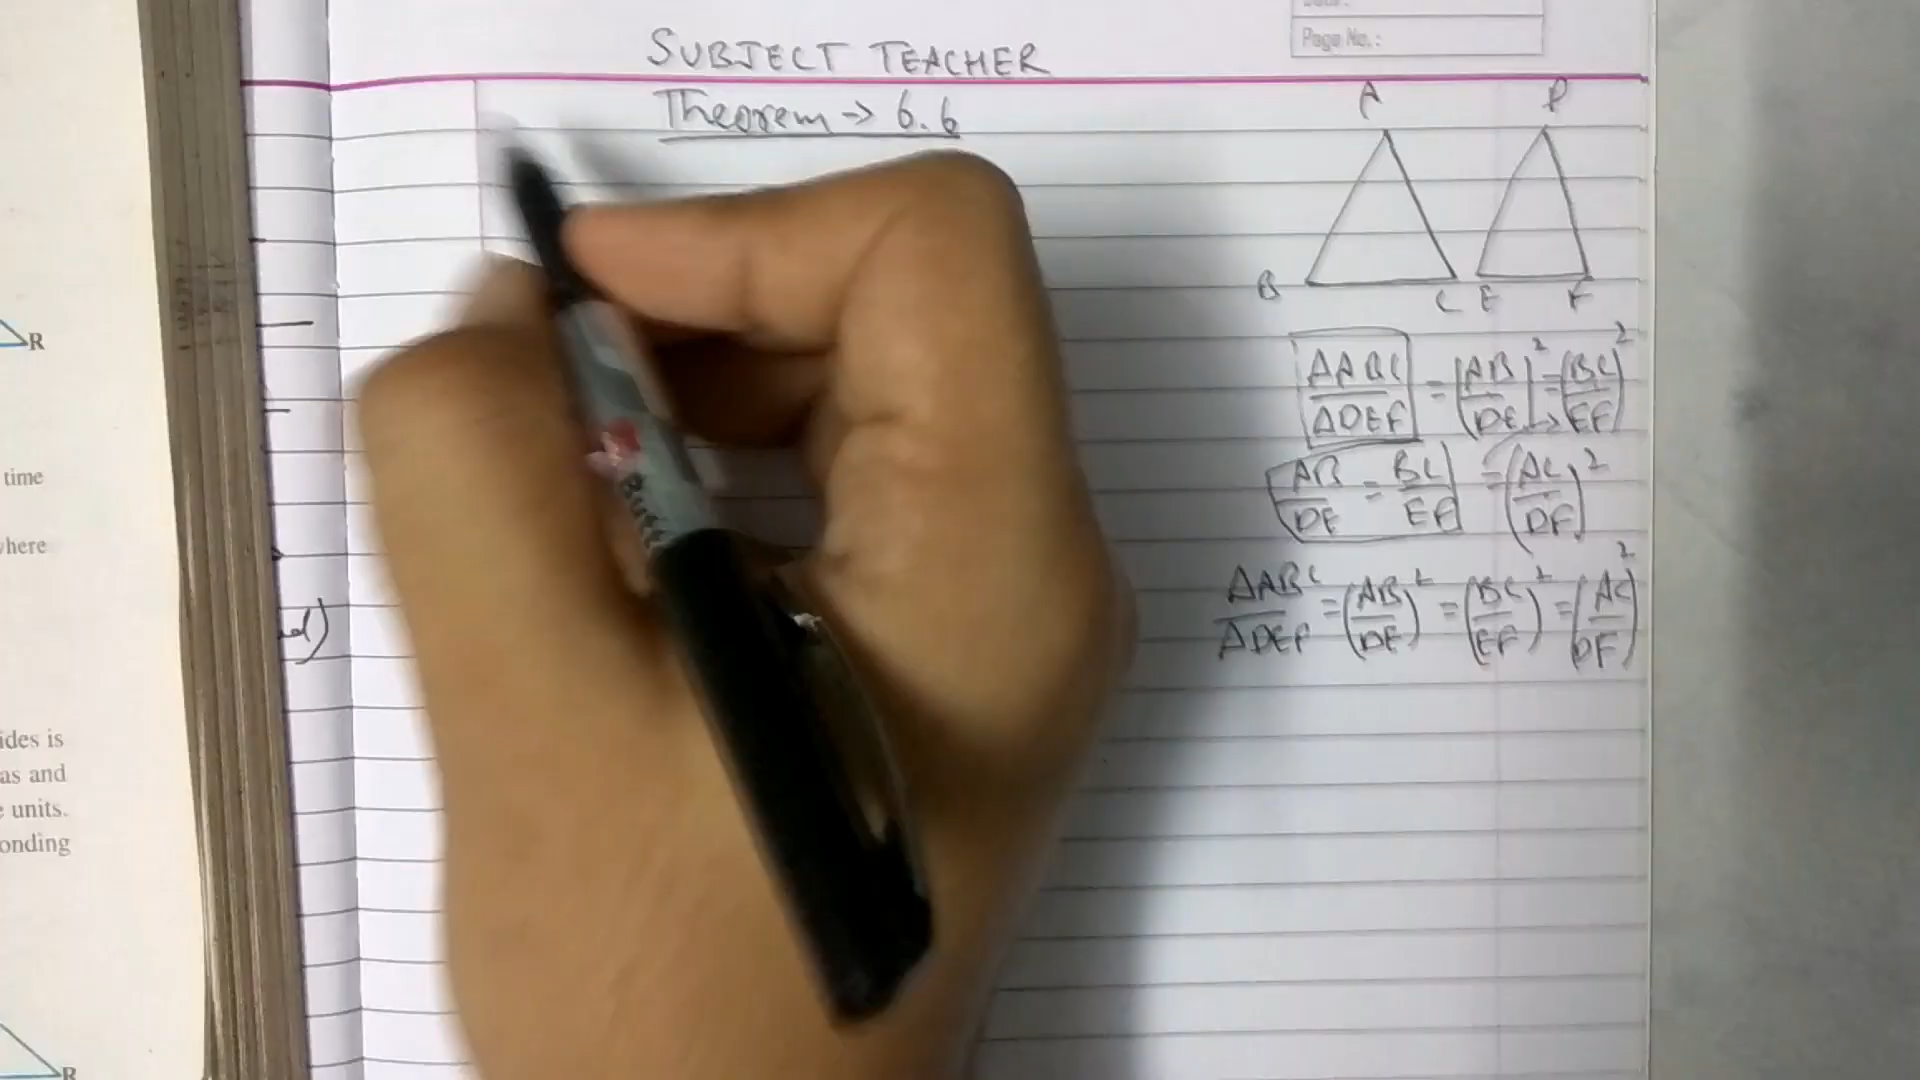 Page No.:
SUBJECT TEACHER
Theorem → 6.6
A
P
B
C E
F
ΔABC/ΔDEF = (AB/DE)² = (BC/EF)²
AB/DE = BC/EF = (AC/DF)²
ΔABC/ΔDEF = (AB/DE)² = (BC/EF)² = (AC/DF)²
R
time
where
ides is
as and
units.
onding
R